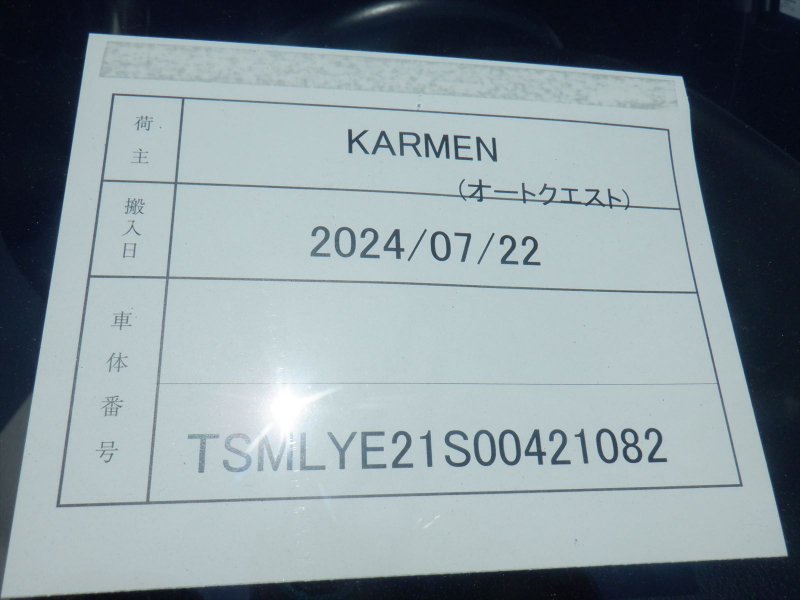 荷主
KARMEN
(オートクエスト)
搬入日
2024/07/22
車体番号
TSMLYE21S00421082